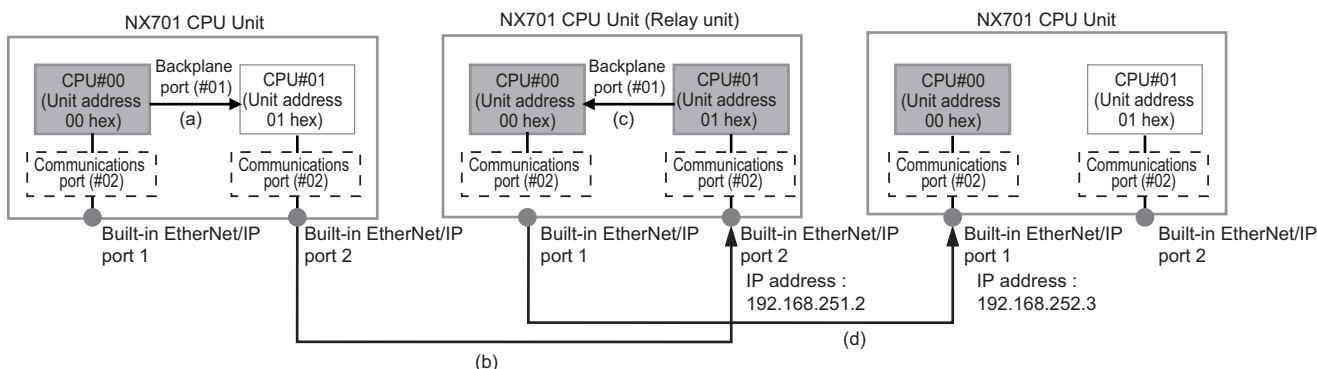 NX701 CPU Unit
CPU#00
(Unit address
00 hex)
Backplane
port (#01)
(a)
CPU#01
(Unit address
01 hex)
Communications
port (#02)
Communications
port (#02)
Built-in EtherNet/IP
port 1
Built-in EtherNet/IP
port 2
(b)
NX701 CPU Unit (Relay unit)
CPU#00
(Unit address
00 hex)
Backplane
port (#01)
(c)
CPU#01
(Unit address
01 hex)
Communications
port (#02)
Communications
port (#02)
Built-in EtherNet/IP
port 1
Built-in EtherNet/IP
port 2
IP address :
192.168.251.2
(d)
NX701 CPU Unit
CPU#00
(Unit address
00 hex)
CPU#01
(Unit address
01 hex)
Communications
port (#02)
Communications
port (#02)
Built-in EtherNet/IP
port 1
IP address :
192.168.252.3
Built-in EtherNet/IP
port 2